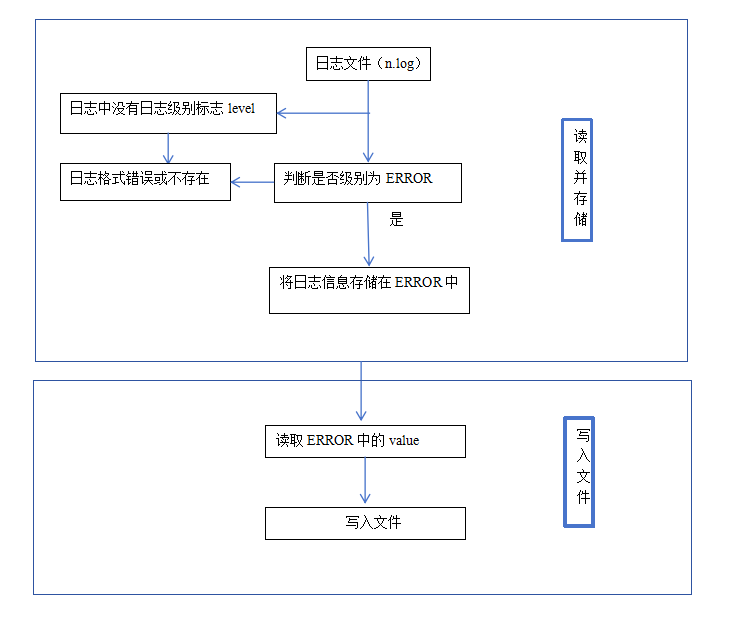 日志文件（n.log）
日志中没有日志级别标志 level
日志格式错误或不存在
判断是否级别为 ERROR
是
将日志信息存储在 ERROR 中
读
取
并
存
储
读取 ERROR 中的 value
写入文件
写
入
文
件